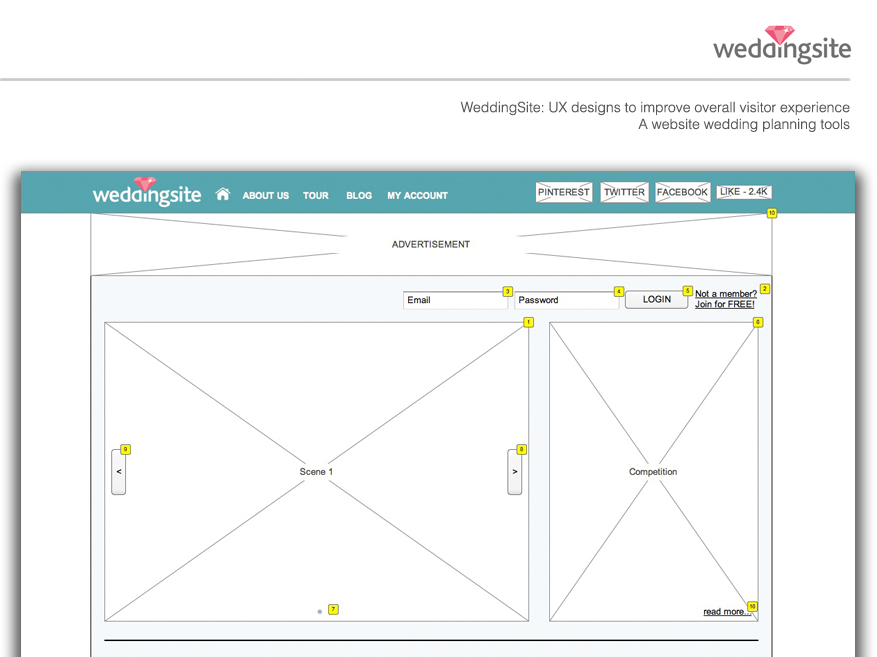 weddingsite
WeddingSite: UX designs to improve overall visitor experience
A website wedding planning tools
weddingsite ABOUT US TOUR BLOG MY ACCOUNT PINTEREST TWITTER FACEBOOK LIKE - 2.4K
10
ADVERTISEMENT
3 4 5 2
Email Password LOGIN Not a member?
Join for FREE!
1 6
9 8
< Scene 1 > Competition
7 10
read more...